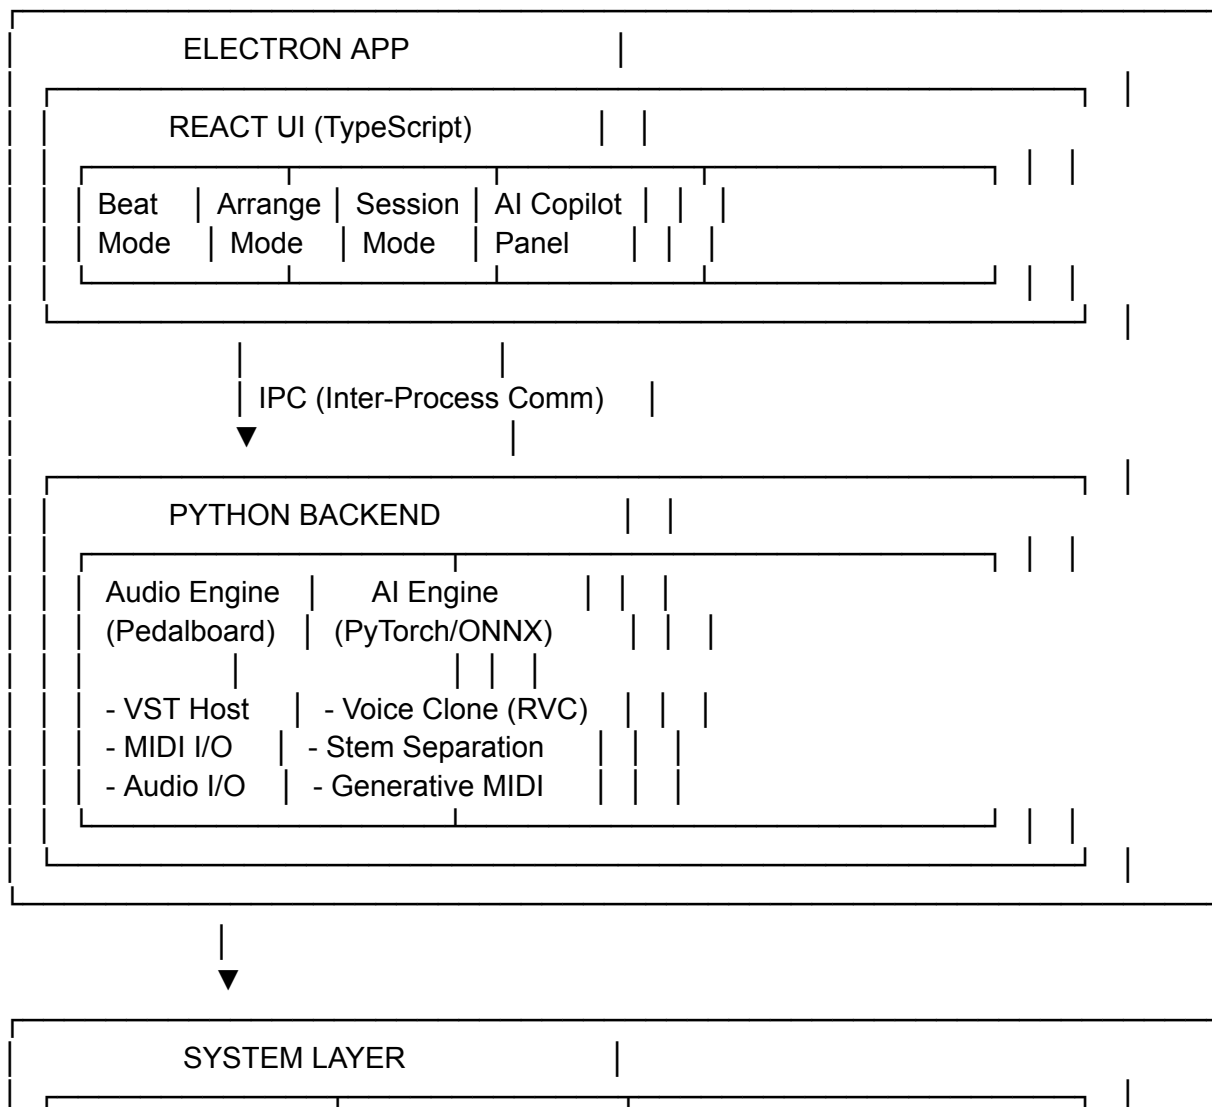 ELECTRON APP
REACT UI (TypeScript)
Beat │ Arrange │ Session │ AI Copilot │ │ │
Mode │ Mode │ Mode │ Panel │ │ │
IPC (Inter-Process Comm)
▼
PYTHON BACKEND
Audio Engine │ AI Engine │ │ │
(Pedalboard) │ (PyTorch/ONNX) │ │ │
- VST Host │ - Voice Clone (RVC) │ │ │
- MIDI I/O │ - Stem Separation │ │ │
- Audio I/O │ - Generative MIDI │ │ │
▼
SYSTEM LAYER